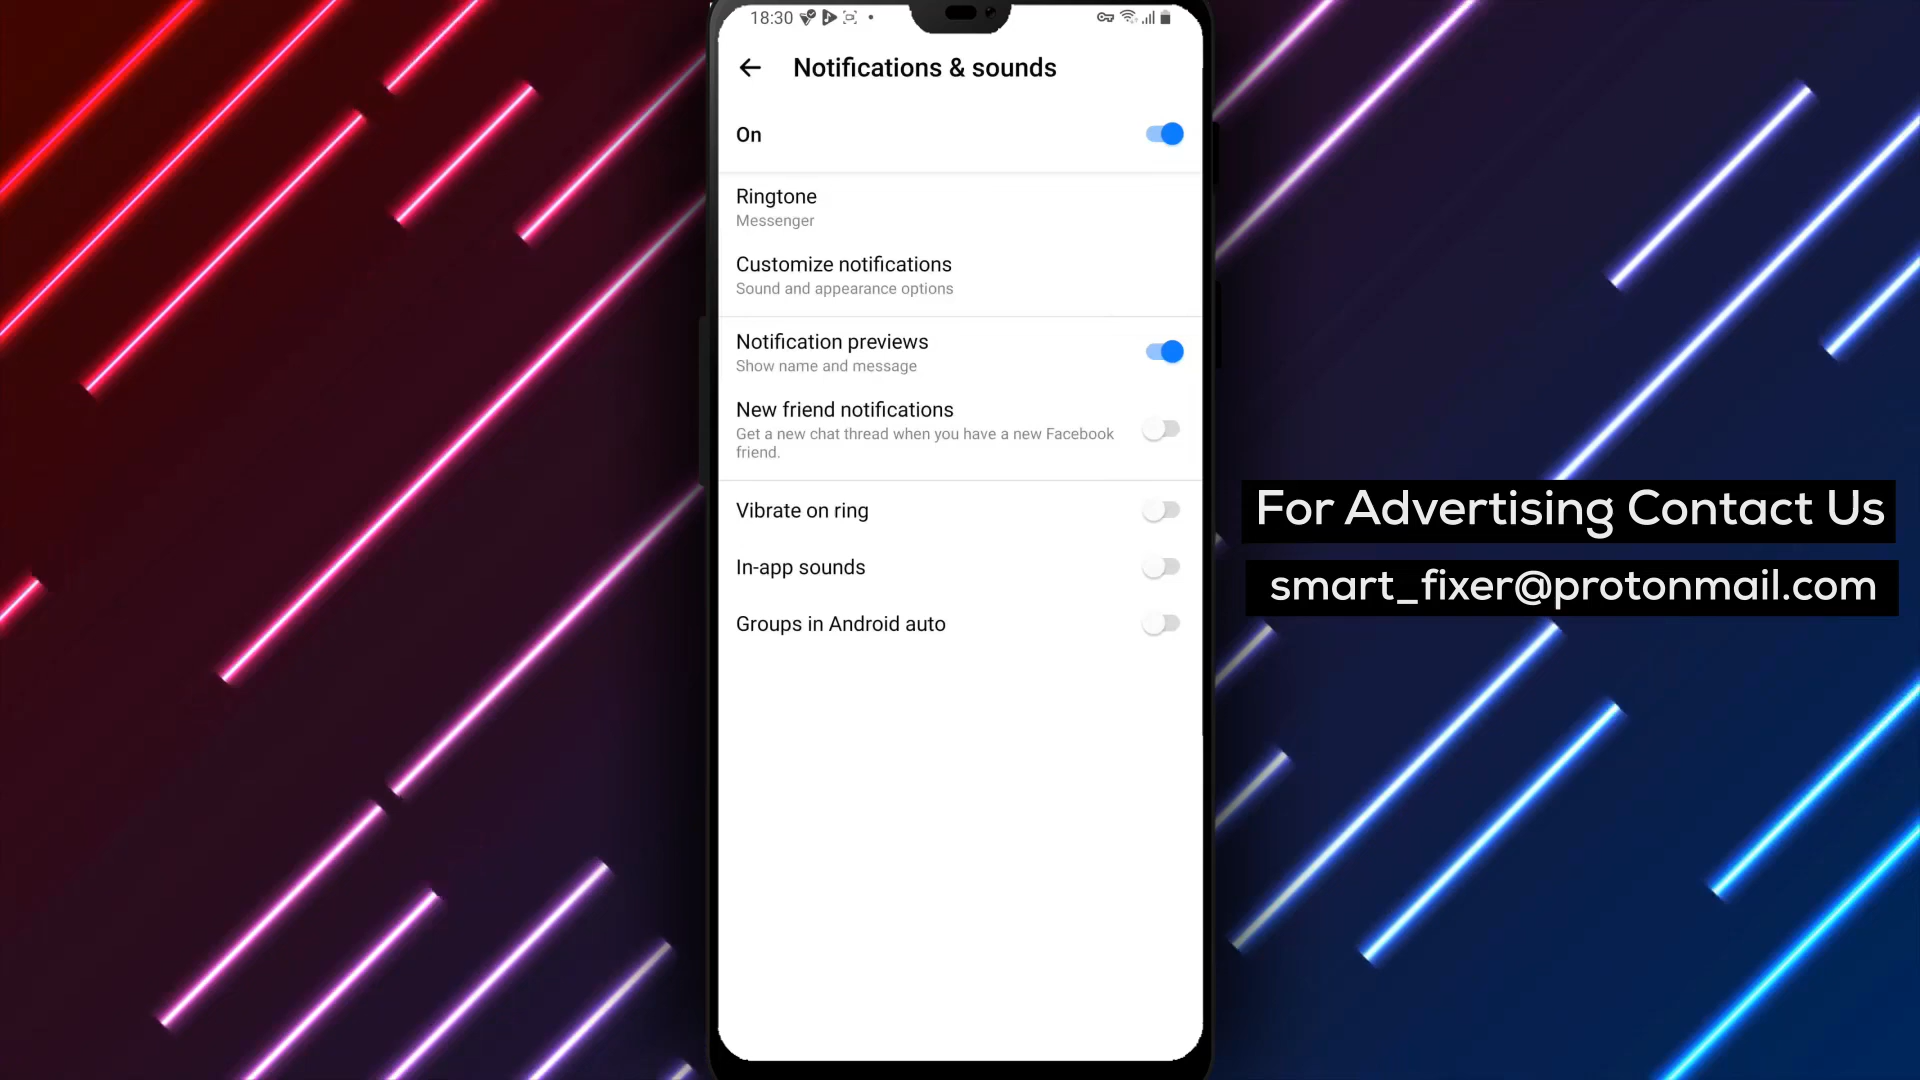 18:30
Notifications & sounds
On
Ringtone
Messenger
Customize notifications
Sound and appearance options
Notification previews
Show name and message
New friend notifications
Get a new chat thread when you have a new Facebook
friend.
Vibrate on ring
In-app sounds
Groups in Android auto
For Advertising Contact Us
smart_fixer@protonmail.com